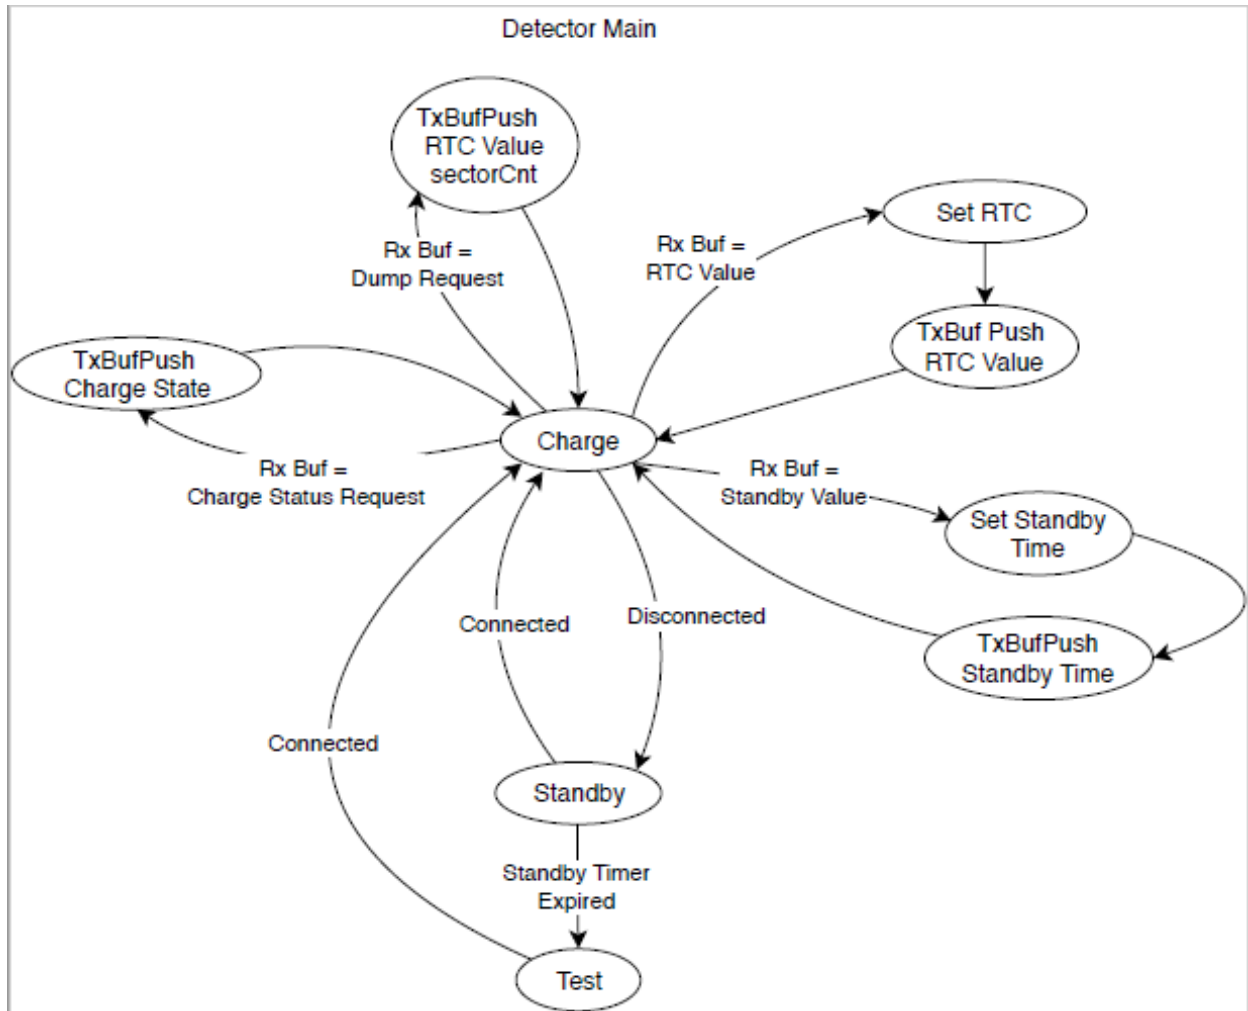 Detector Main
TxBufPush
RTC Value
sectorCnt
Rx Buf =
Dump Request
Rx Buf =
RTC Value
Set RTC
TxBuf Push
RTC Value
TxBufPush
Charge State
Charge
Rx Buf =
Charge Status Request
Rx Buf =
Standby Value
Set Standby
Time
Connected
Disconnected
TxBufPush
Standby Time
Connected
Standby
Standby Timer
Expired
Test